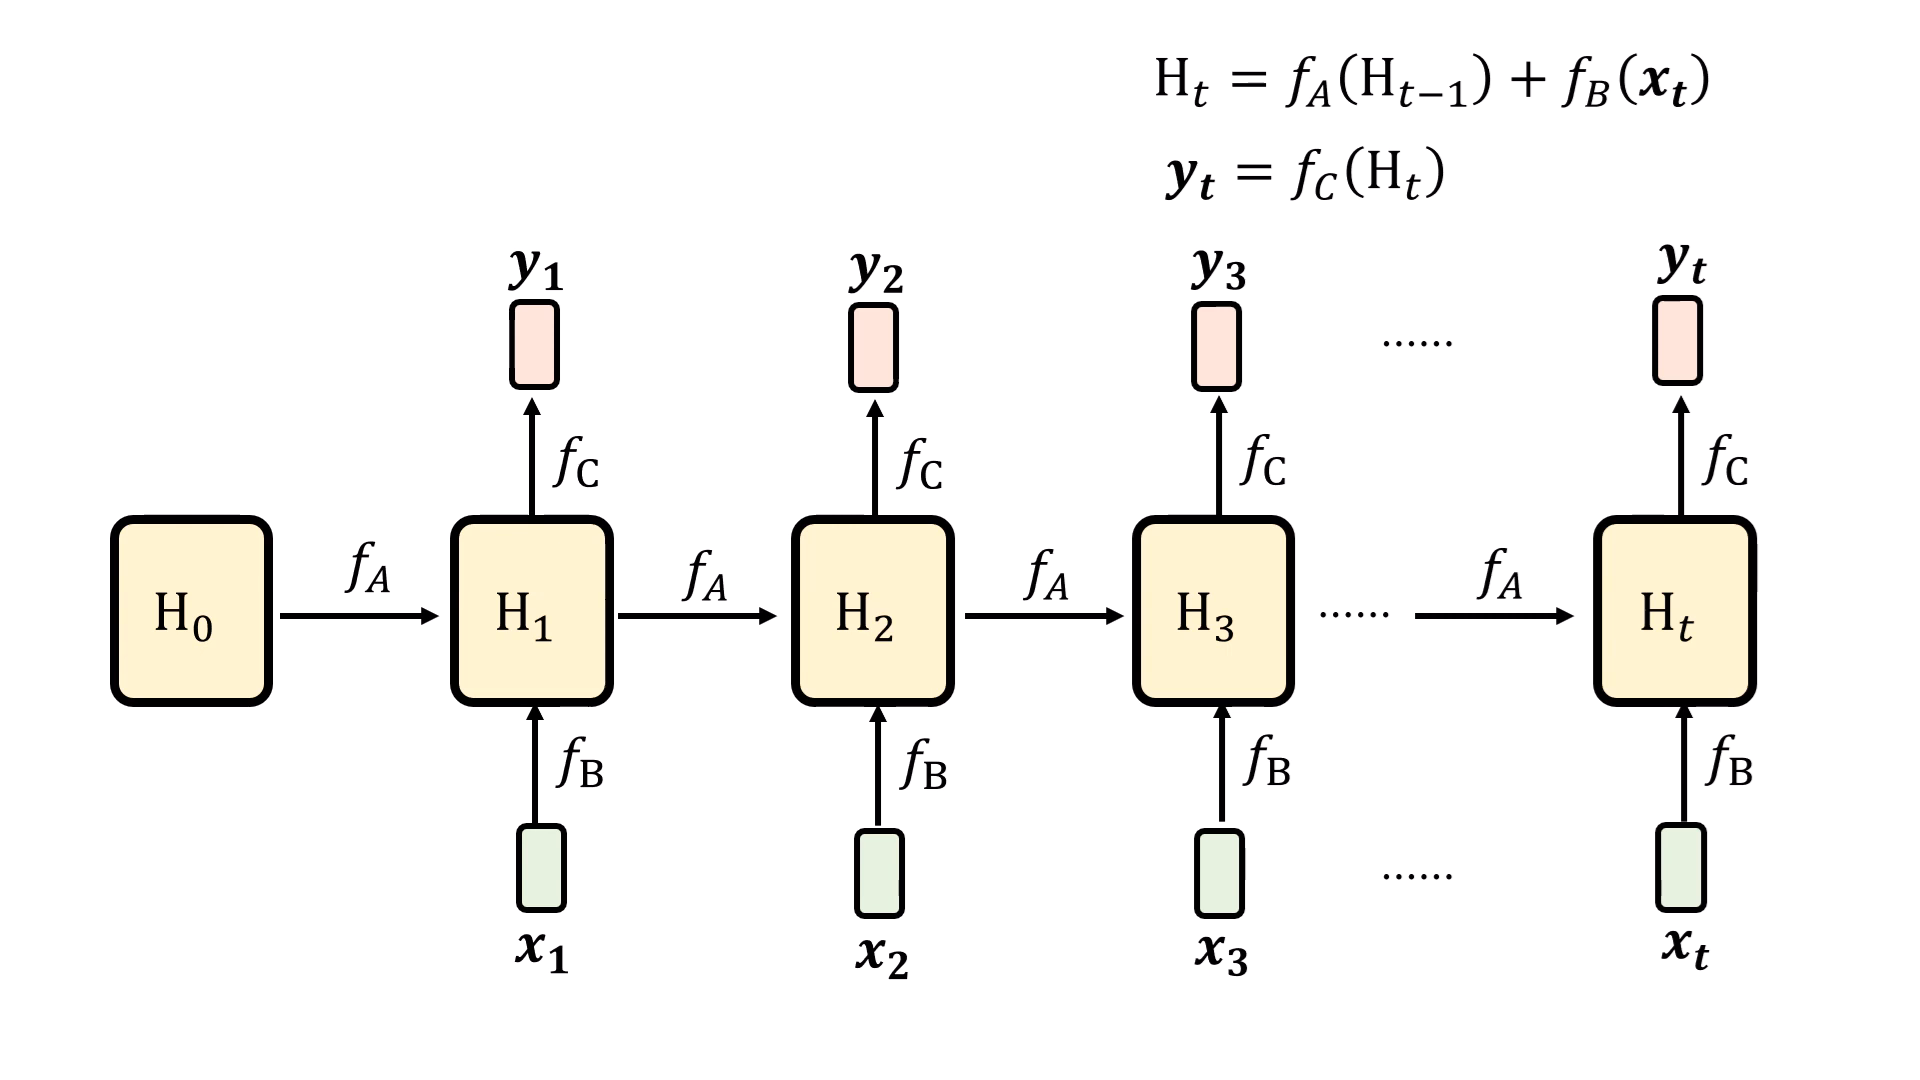 H_t = f_A(H_{t−1}) + f_B(x_t)
y_t = f_C(H_t)
y_1 y_2 y_3 ...... y_t
f_C f_C f_C f_C
f_A f_A f_A f_A
H_0 H_1 H_2 H_3 ...... H_t
f_B f_B f_B f_B
......
x_1 x_2 x_3 x_t